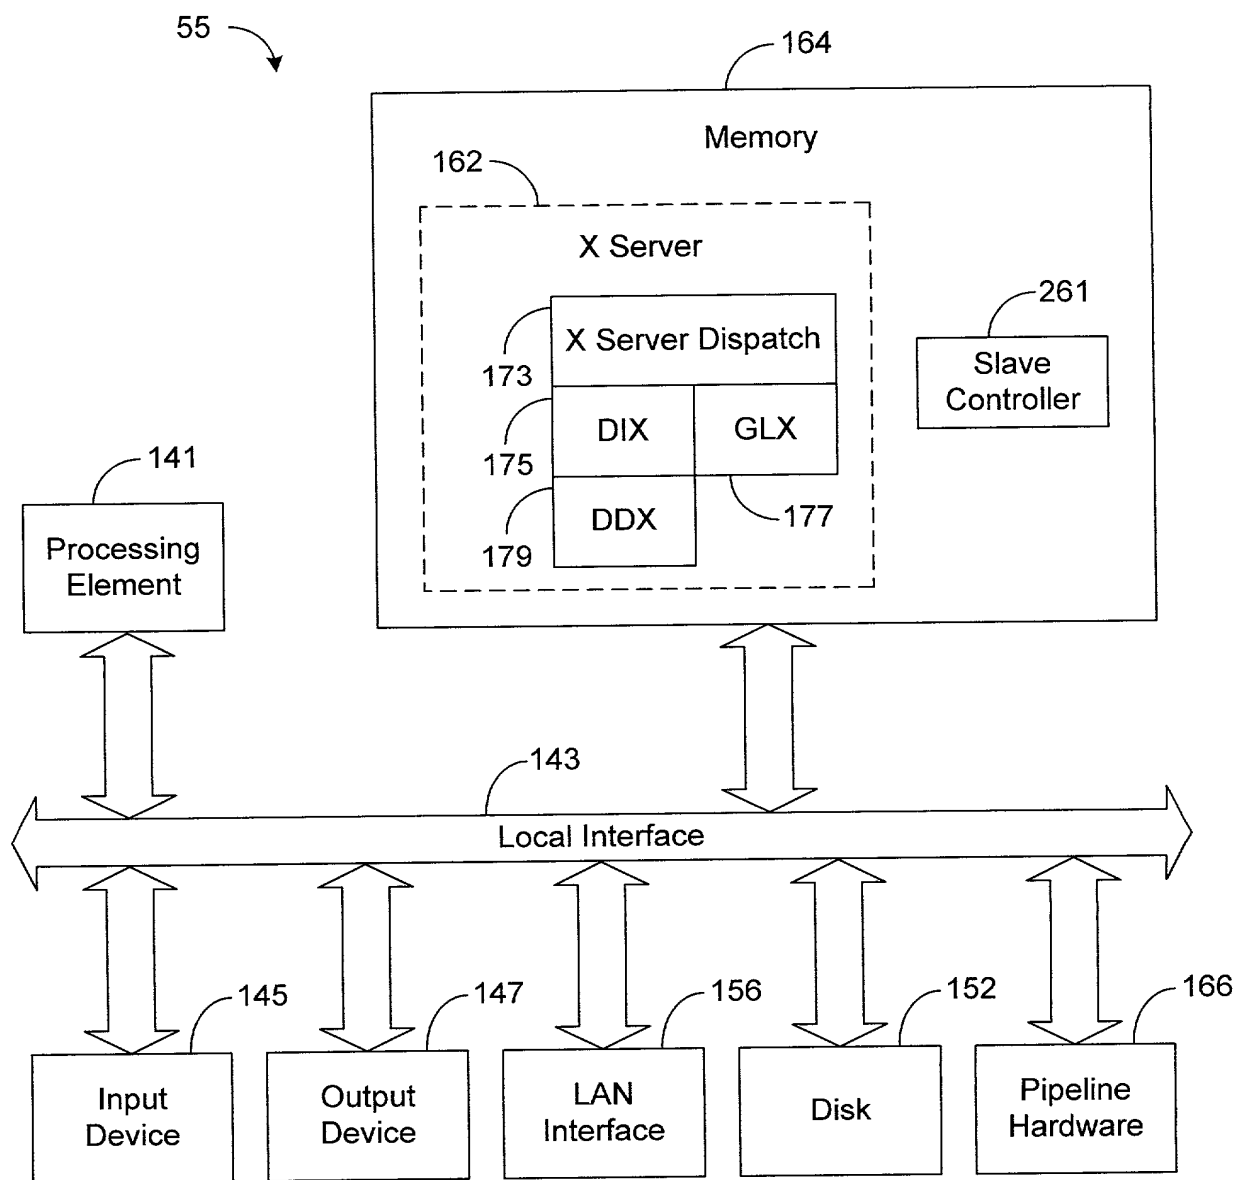 55
164
Memory
162
X Server
261
173
X Server Dispatch
Slave
Controller
175
DIX
GLX
141
177
179
DDX
Processing
Element
143
Local Interface
145
147
156
152
166
Input
Device
Output
Device
LAN
Interface
Disk
Pipeline
Hardware